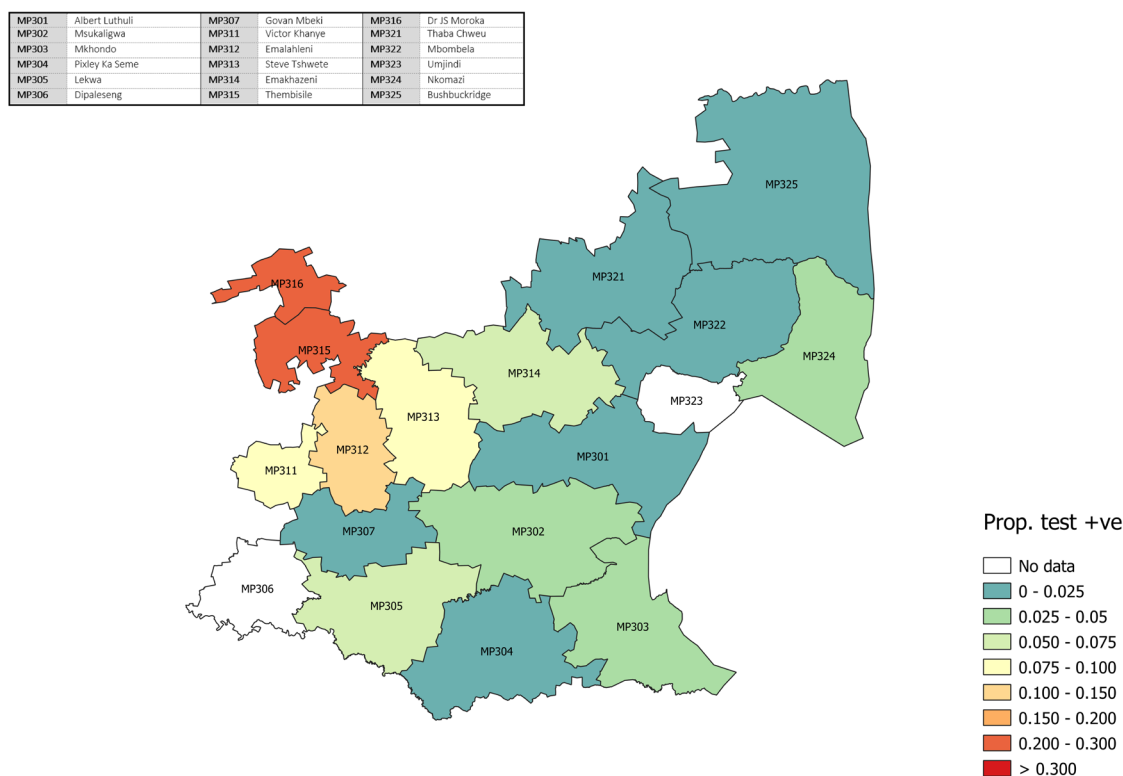 MP301 Albert Luthuli MP307 Govan Mbeki MP316 Dr JS Moroka
MP302 Msukaligwa MP311 Victor Khanye MP321 Thaba Chweu
MP303 Mkhondo MP312 Emalahleni MP322 Mbombela
MP304 Pixley Ka Seme MP313 Steve Tshwete MP323 Umjindi
MP305 Lekwa MP314 Emakhazeni MP324 Nkomazi
MP306 Dipaleseng MP315 Thembisile MP325 Bushbuckridge
MP325
MP321
MP316
MP322
MP315
MP324
MP314
MP323
MP313
MP312
MP301
MP311
MP307
MP302
MP306
MP305
MP303
MP304
Prop. test +ve
No data
0 - 0.025
0.025 - 0.05
0.050 - 0.075
0.075 - 0.100
0.100 - 0.150
0.150 - 0.200
0.200 - 0.300
> 0.300